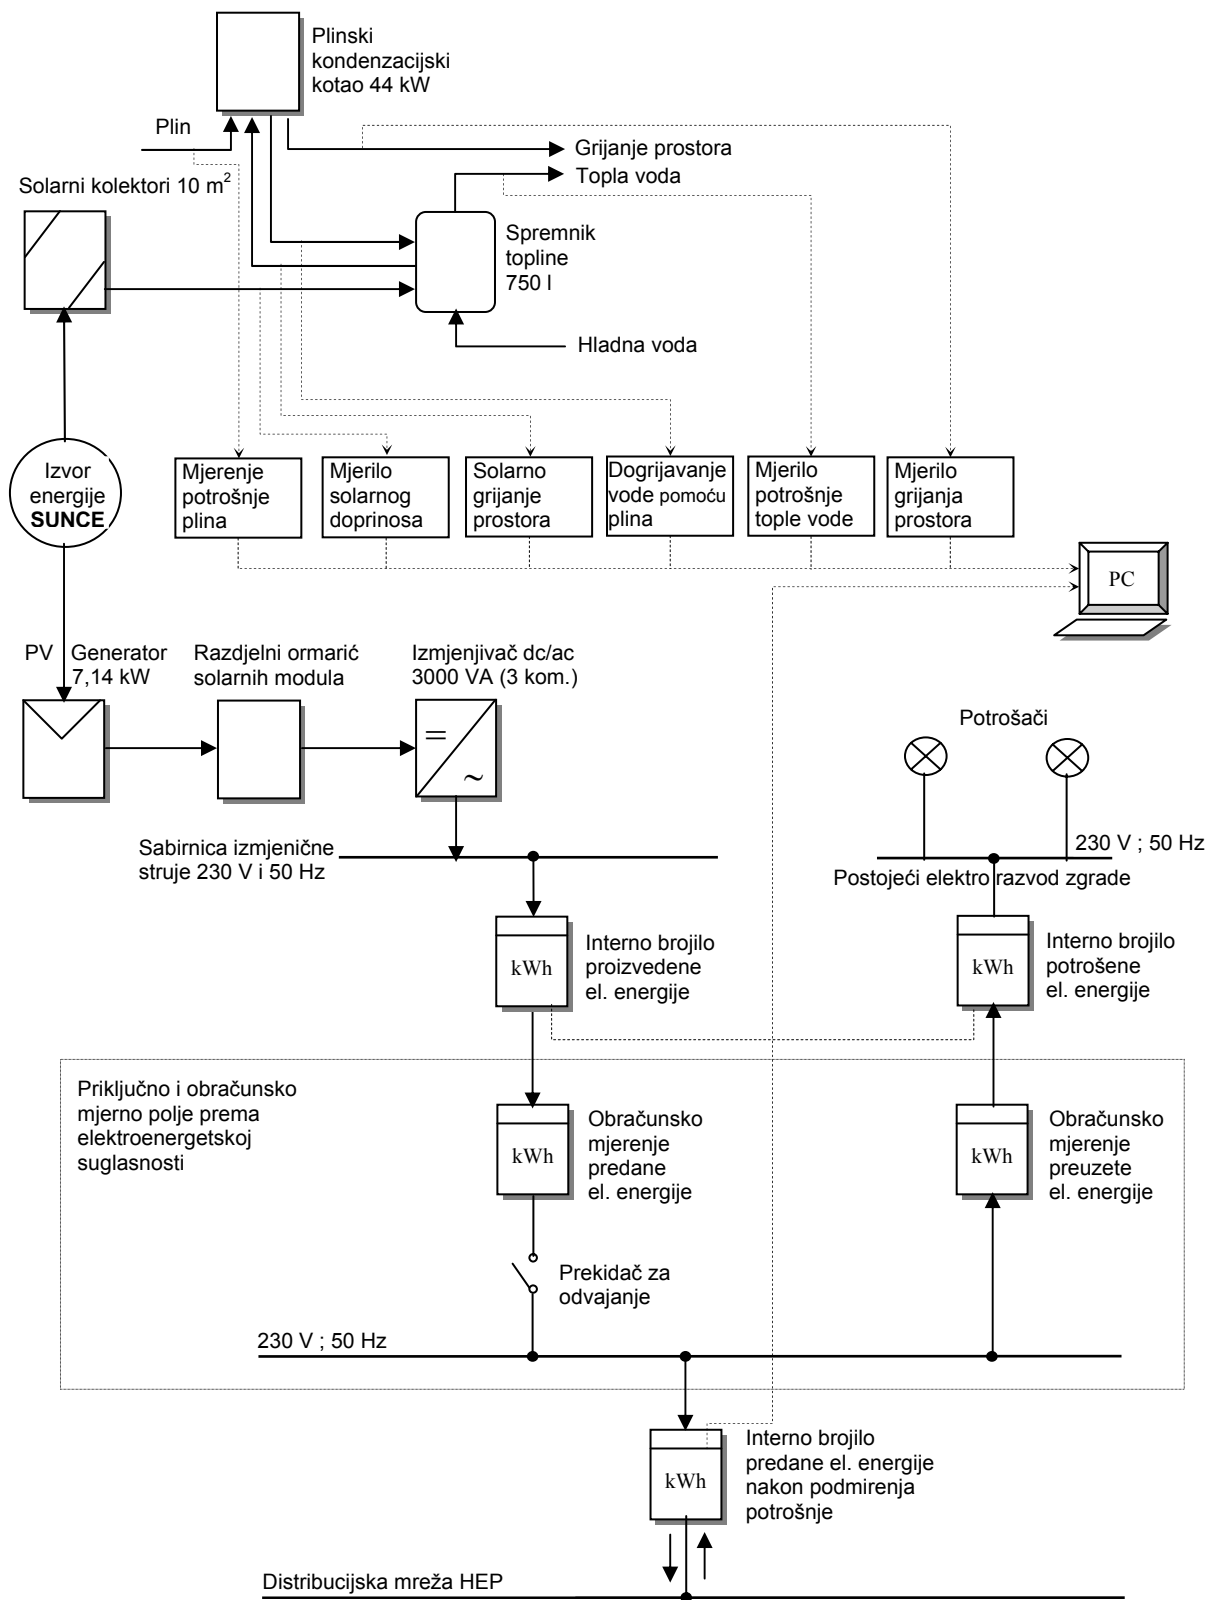 Plinski
kondenzacijski
kotao 44 kW
Plin
Grijanje prostora
Topla voda
Solarni kolektori 10 m²
Spremnik
topline
750 l
Hladna voda
Izvor
energije
SUNCE
Mjerenje
potrošnje
plina
Mjerilo
solarnog
doprinosa
Solarno
grijanje
prostora
Dogrijavanje
vode pomoću
plina
Mjerilo
potrošnje
tople vode
Mjerilo
grijanja
prostora
PC
PV Generator
7,14 kW
Razdjelni ormarić
solarnih modula
Izmjenjivač dc/ac
3000 VA (3 kom.)
=
~
Potrošači
Sabirnica izmjenične
struje 230 V i 50 Hz
230 V ; 50 Hz
Postojeći elektro razvod zgrade
kWh
Interno brojilo
proizvedene
el. energije
kWh
Interno brojilo
potrošene
el. energije
Priključno i obračunsko
mjerno polje prema
elektroenergetskoj
suglasnosti
kWh
Obračunsko
mjerenje
predane
el. energije
kWh
Obračunsko
mjerenje
preuzete
el. energije
Prekidač za
odvajanje
230 V ; 50 Hz
kWh
Interno brojilo
predane el. energije
nakon podmirenja
potrošnje
Distribucijska mreža HEP